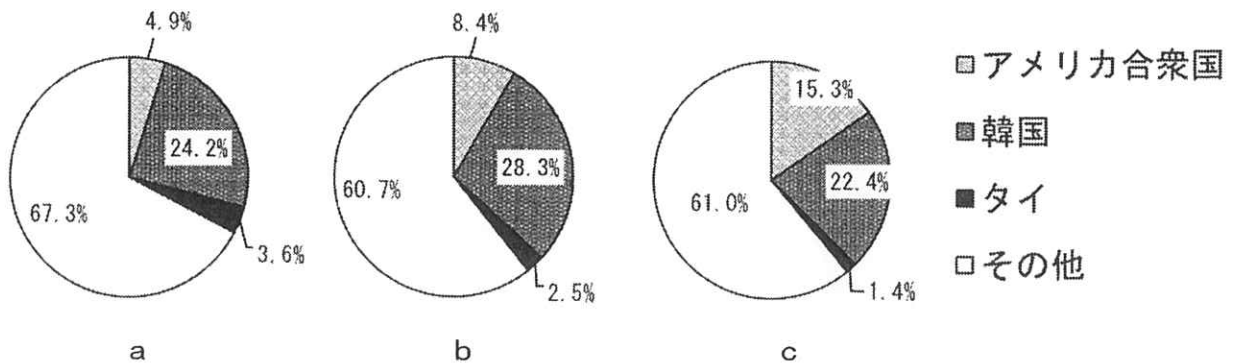 4.9%
24.2%
67.3%
3.6%
a
8.4%
28.3%
60.7%
2.5%
b
15.3%
22.4%
61.0%
1.4%
c
アメリカ合衆国
韓国
タイ
その他